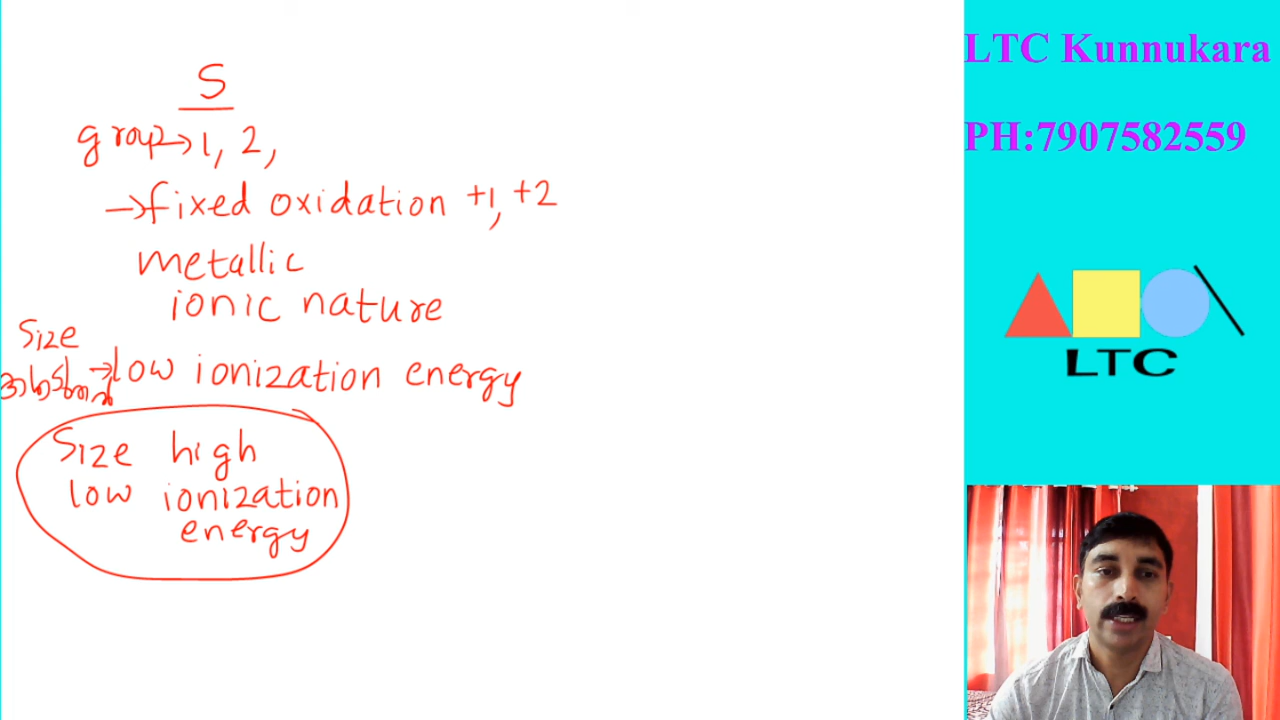 S
group→1, 2,
→fixed oxidation +1, +2
metallic
ionic nature
Size
→low ionization energy
Size high
low ionization
energy
LTC Kunnukara
PH:7907582559
LTC